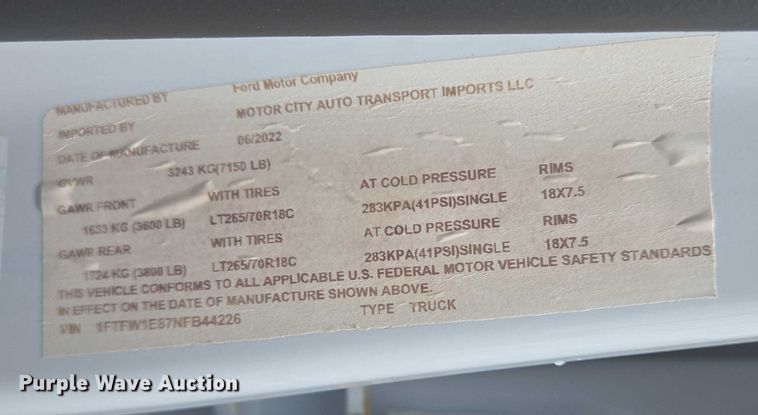 MANUFACTURED BY Ford Motor Company
IMPORTED BY MOTOR CITY AUTO TRANSPORT IMPORTS LLC
DATE OF MANUFACTURE 06/2022
GVWR 3243 KG(7150 LB)
GAWR FRONT WITH TIRES AT COLD PRESSURE RIMS
1633 KG (3600 LB) LT265/70R18C 283KPA(41PSI)SINGLE 18X7.5
GAWR REAR WITH TIRES AT COLD PRESSURE RIMS
1724 KG (3800 LB) LT265/70R18C 283KPA(41PSI)SINGLE 18X7.5
THIS VEHICLE CONFORMS TO ALL APPLICABLE U.S. FEDERAL MOTOR VEHICLE SAFETY STANDARDS
IN EFFECT ON THE DATE OF MANUFACTURE SHOWN ABOVE.
VIN 1FTFW1E87NFB44226 TYPE TRUCK
Purple Wave Auction